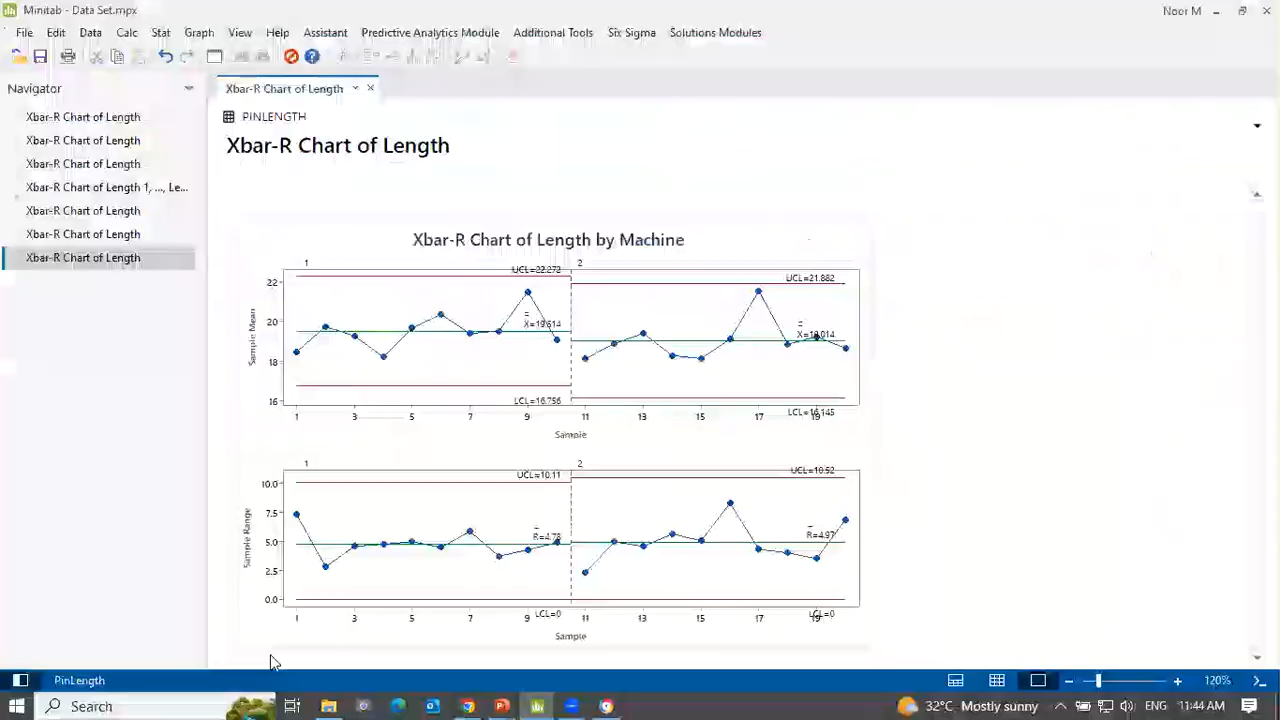 Minitab - Data Set.mpx
Noor M
File Edit Data Calc Stat Graph View Help Assistant Predictive Analytics Module Additional Tools Six Sigma Solutions Modules
Navigator
Xbar-R Chart of Length
Xbar-R Chart of Length
Xbar-R Chart of Length
Xbar-R Chart of Length
Xbar-R Chart of Length 1, ..., Le...
Xbar-R Chart of Length
Xbar-R Chart of Length
Xbar-R Chart of Length
PINLENGTH
Xbar-R Chart of Length
Xbar-R Chart of Length by Machine
1 2
UCL=22.272
UCL=21.882
22
20
18
16
Sample Mean
X=19.514
X=19.014
LCL=16.756
LCL=16.145
1 3 5 7 9 11 13 15 17 19
Sample
1 2
UCL=10.11
UCL=10.52
10.0
7.5
5.0
2.5
0.0
Sample Range
R=4.78
R=4.97
LCL=0
LCL=0
1 3 5 7 9 11 13 15 17 19
Sample
PinLength
120%
Search
32°C Mostly sunny
11:44 AM